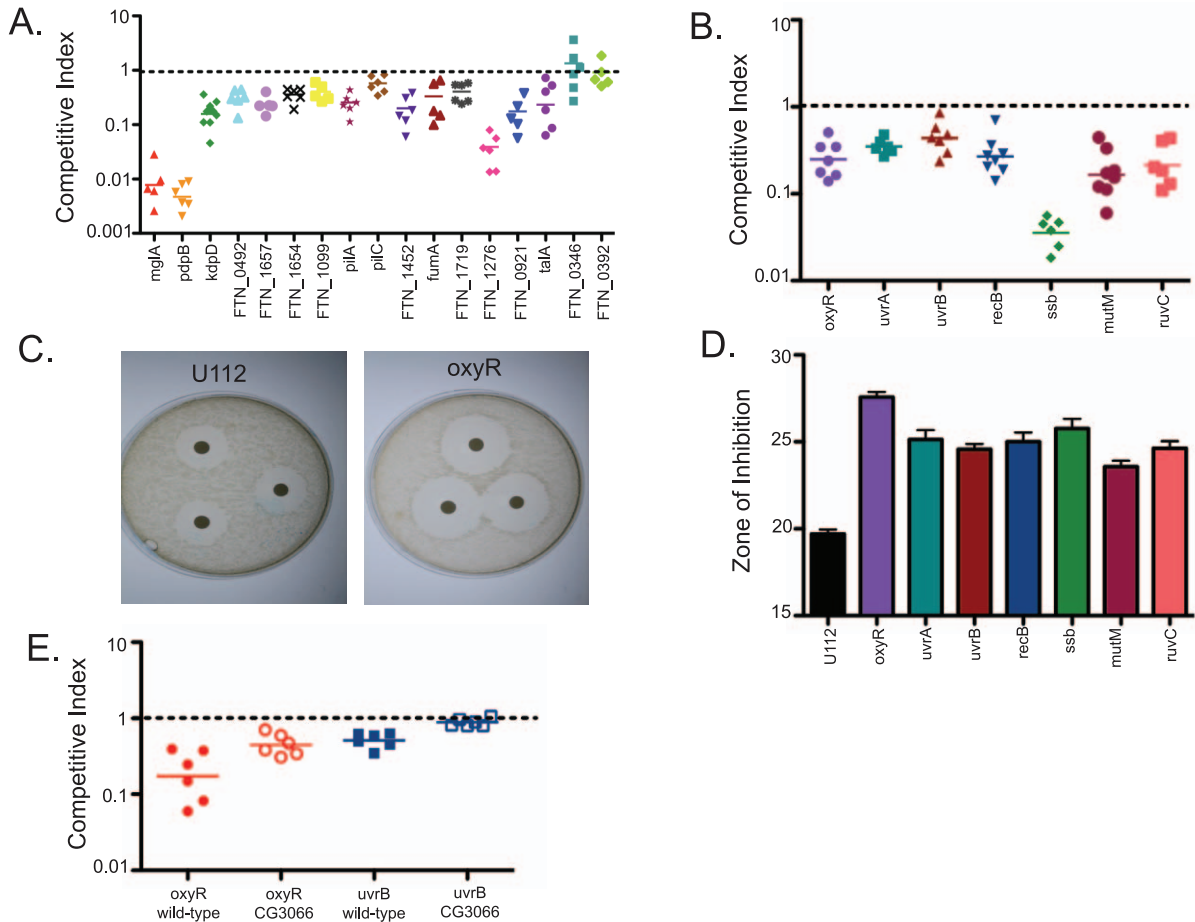 A.
Competitive Index
10
1
0.1
0.01
0.001
mglA
pdpB
kdpD
FTN_0492
FTN_1657
FTN_1654
FTN_1099
pilA
pilC
FTN_1452
fumA
FTN_1719
FTN_1276
FTN_0921
talA
FTN_0346
FTN_0392
B.
Competitive Index
10
1
0.1
0.01
oxyR
uvrA
uvrB
recB
ssb
mutM
ruvC
C.
U112
oxyR
D.
Zone of Inhibition
30
25
20
15
U112
oxyR
uvrA
uvrB
recB
ssb
mutM
ruvC
E.
Competitive Index
10
1
0.1
0.01
oxyR
wild-type
oxyR
CG3066
uvrB
wild-type
uvrB
CG3066